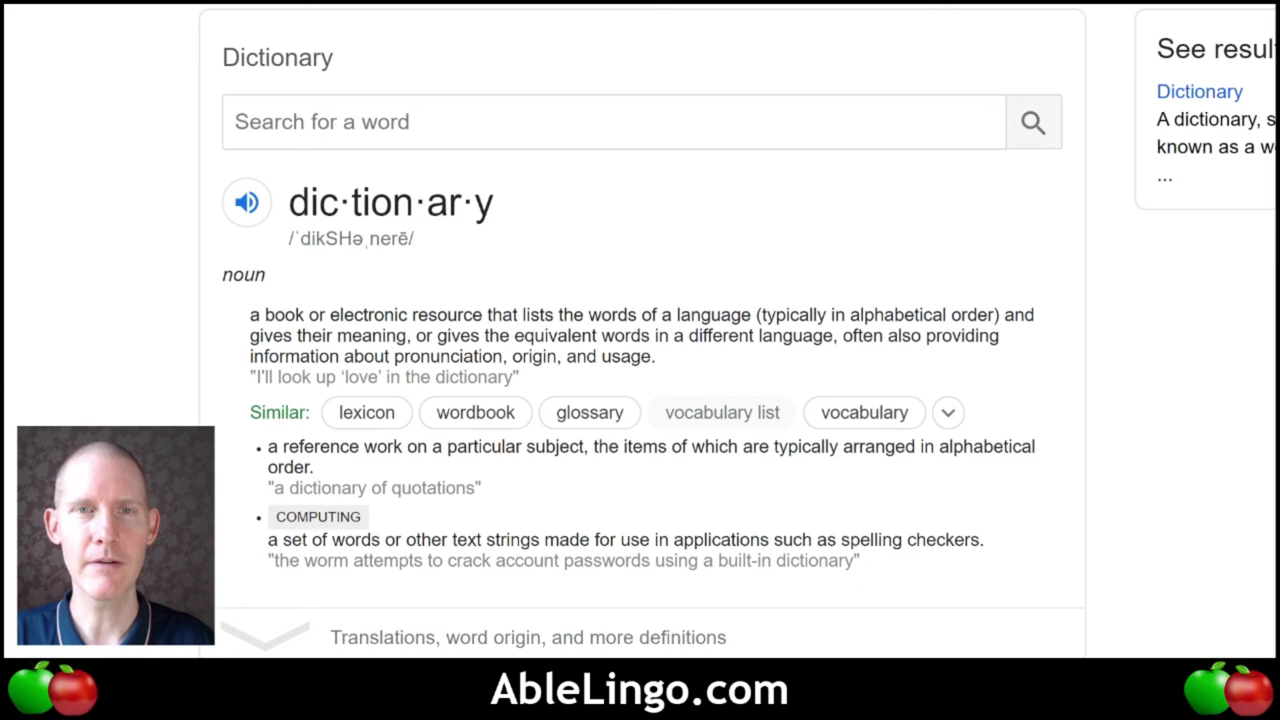 Dictionary
Search for a word
dic·tion·ar·y
/ˈdikSHəˌnerē/
noun
a book or electronic resource that lists the words of a language (typically in alphabetical order) and
gives their meaning, or gives the equivalent words in a different language, often also providing
information about pronunciation, origin, and usage.
"I'll look up ‘love’ in the dictionary"
Similar: lexicon wordbook glossary vocabulary list vocabulary
• a reference work on a particular subject, the items of which are typically arranged in alphabetical
order.
"a dictionary of quotations"
• COMPUTING
a set of words or other text strings made for use in applications such as spelling checkers.
"the worm attempts to crack account passwords using a built-in dictionary"
Translations, word origin, and more definitions
See resul
Dictionary
A dictionary, s
known as a w
...
AbleLingo.com